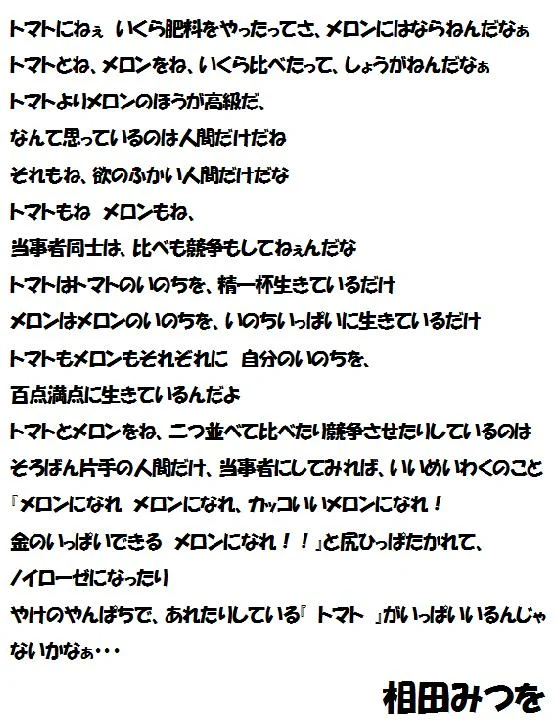 トマトにねぇ　いくら肥料をやったってさ、メロンにはならねんだなぁ
トマトとね、メロンをね、いくら比べたって、しょうがねんだなぁ
トマトよりメロンのほうが高級だ、
なんて思っているのは人間だけだね
それもね、欲のふかい人間だけだな
トマトもね　メロンもね、
当事者同士は、比べも競争もしてねぇんだな
トマトはトマトのいのちを、精一杯生きているだけ
メロンはメロンのいのちを、いのちいっぱいに生きているだけ
トマトもメロンもそれぞれに　自分のいのちを、
百点満点に生きているんだよ
トマトとメロンをね、二つ並べて比べたり競争させたりしているのは
そろばん片手の人間だけ、当事者にしてみれば、いいめいわくのこと
『メロンになれ　メロンになれ、カッコいいメロンになれ！
金のいっぱいできる　メロンになれ！！』と尻ひっぱたかれて、
ノイローゼになったり
やけのやんぱちで、あれたりしている『　トマト　』がいっぱいいるんじゃ
ないかなぁ・・・
相田みつを